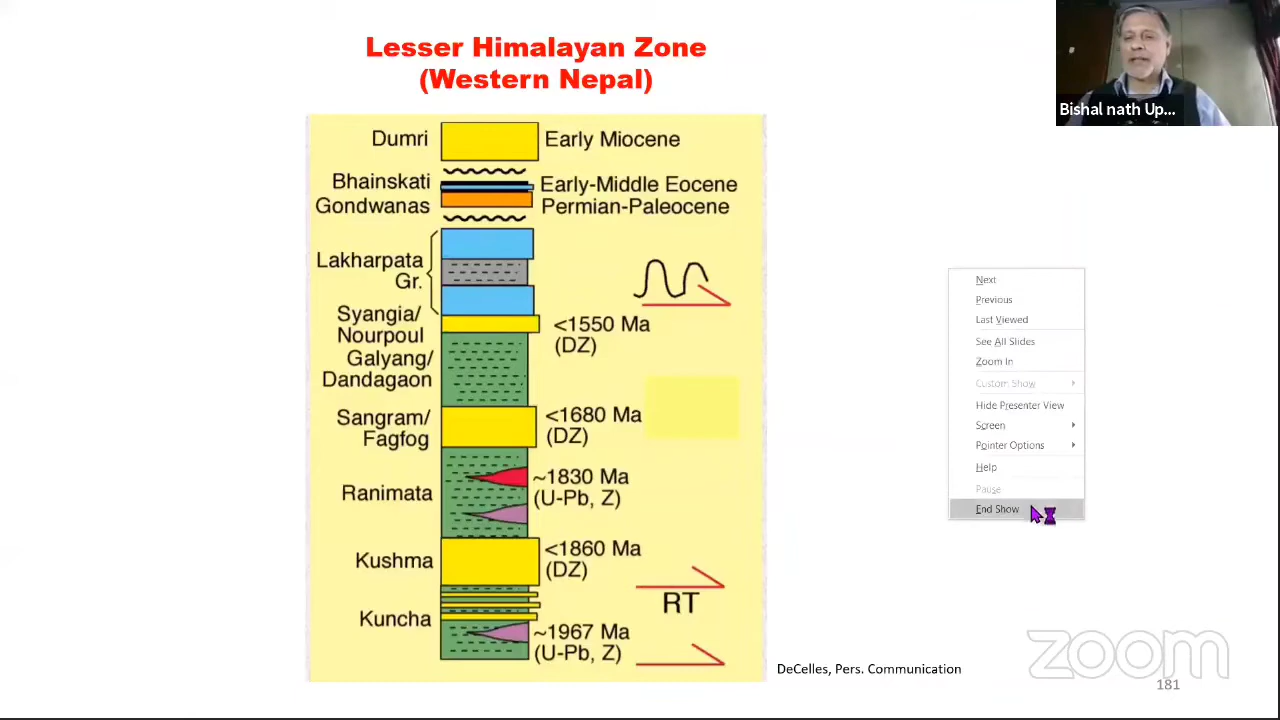 Lesser Himalayan Zone
(Western Nepal)
Bishal nath Up...
Dumri
Early Miocene
Bhainskati
Early-Middle Eocene
Gondwanas
Permian-Paleocene
Lakharpata
Gr.
Syangia/
Nourpoul
<1550 Ma
(DZ)
Galyang/
Dandagaon
Sangram/
Fagfog
<1680 Ma
(DZ)
Ranimata
~1830 Ma
(U-Pb, Z)
Kushma
<1860 Ma
(DZ)
RT
Kuncha
~1967 Ma
(U-Pb, Z)
DeCelles, Pers. Communication
Next
Previous
Last Viewed
See All Slides
Zoom In
Custom Show
Hide Presenter View
Screen
Pointer Options
Help
Pause
End Show
zoom
181